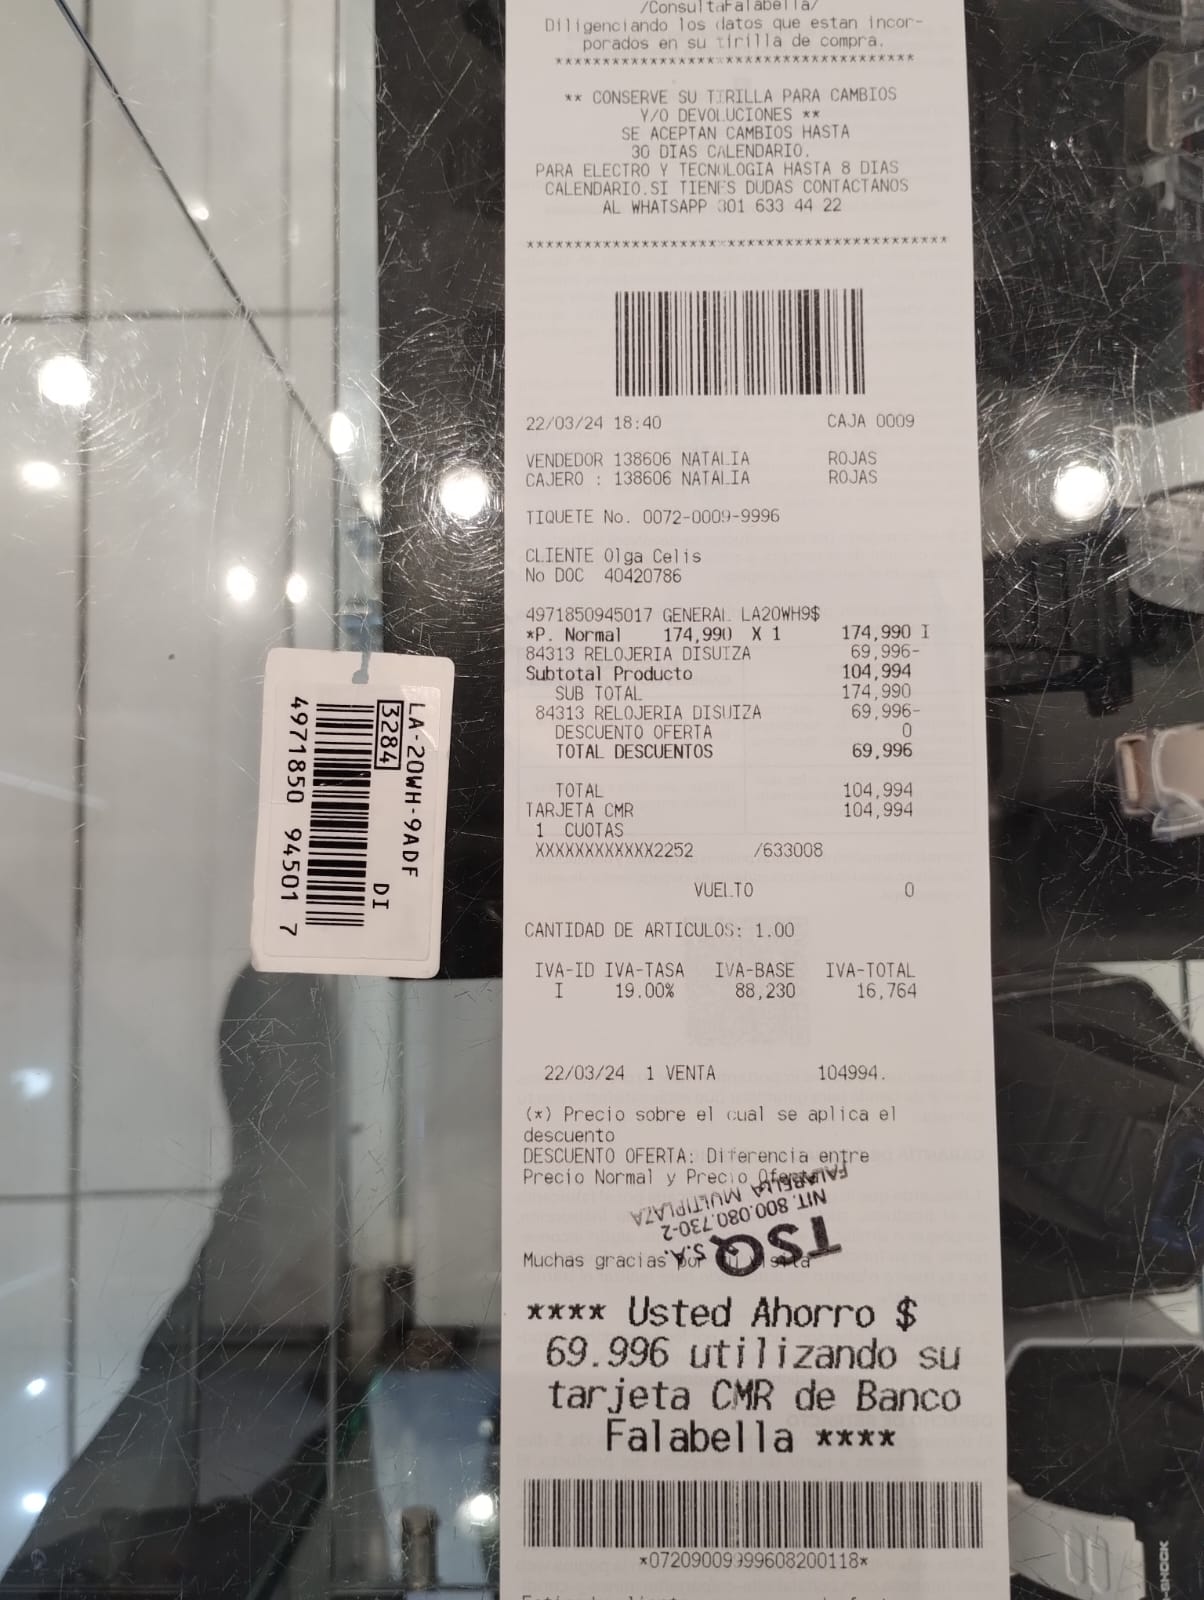 /ConsultaFalabella/
Diligenciando los datos que estan incor-
porados en su tirilla de compra.
*************************************
** CONSERVE SU TIRILLA PARA CAMBIOS
Y/O DEVOLUCIONES **
SE ACEPTAN CAMBIOS HASTA
30 DIAS CALENDARIO.
PARA ELECTRO Y TECNOLOGIA HASTA 8 DIAS
CALENDARIO.SI TIENES DUDAS CONTACTANOS
AL WHATSAPP 301 633 44 22
*******************************************
22/03/24 18:40 CAJA 0009
VENDEDOR 138606 NATALIA ROJAS
CAJERO : 138606 NATALIA ROJAS
TIQUETE No. 0072-0009-9996
CLIENTE Olga Celis
No DOC 40420786
4971850945017 GENERAL LA20WH9$
*P. Normal 174,990 X 1 174,990 I
84313 RELOJERIA DISUIZA 69,996-
Subtotal Producto 104,994
SUB TOTAL 174,990
84313 RELOJERIA DISUIZA 69,996-
DESCUENTO OFERTA 0
TOTAL DESCUENTOS 69,996
TOTAL 104,994
TARJETA CMR 104,994
1 CUOTAS
XXXXXXXXXXXX2252 /633008
VUELTO 0
CANTIDAD DE ARTICULOS: 1.00
IVA-ID IVA-TASA IVA-BASE IVA-TOTAL
I 19.00% 88,230 16,764
22/03/24 1 VENTA 104994.
(*) Precio sobre el cual se aplica el
descuento
DESCUENTO OFERTA: Diferencia entre
Precio Normal y Precio Oferta
FALABELLA MULTIPLAZA
NIT. 800.080.730-2
TSQ S.A.
Muchas gracias por su visita
**** Usted Ahorro $
69.996 utilizando su
tarjeta CMR de Banco
Falabella ****
*07209009999608200118*
LA-20WH-9ADF
3284 DI
4971850 94501 7
G-SHOCK